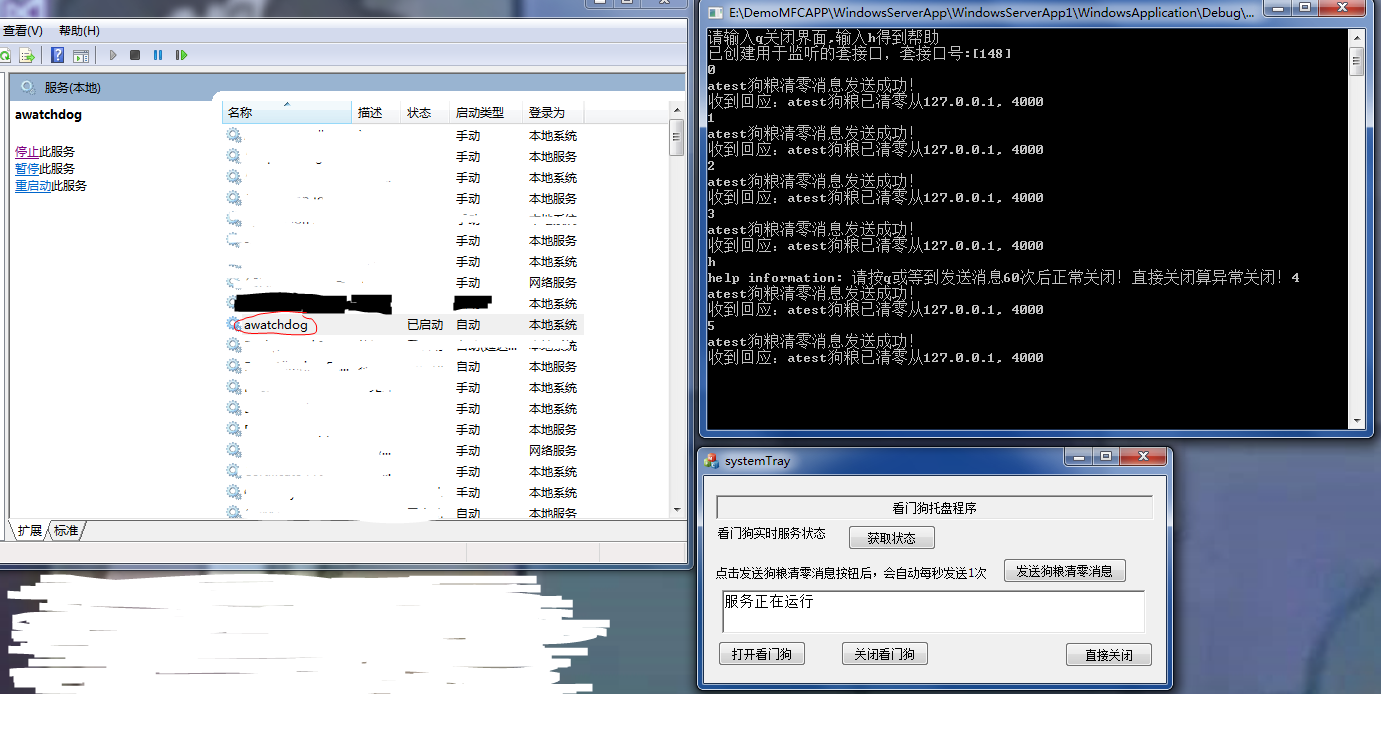 查看(V) 帮助(H)
服务(本地)
awatchdog
停止此服务
暂停此服务
重启动此服务
名称 描述 状态 启动类型 登录为
手动 本地系统
手动 本地服务
手动 本地系统
手动 本地服务
手动 本地服务
手动 本地系统
手动 网络服务
本地系统
awatchdog 已启动 自动 本地系统
自动 本地服务
手动 本地系统
手动 本地系统
手动 本地服务
手动 网络服务
手动 本地系统
手动 本地系统
自动 本地服务
扩展 标准
E:\DemoMFCAPP\WindowsServerApp\WindowsServerApp1\WindowsApplication\Debug\...
请输入q关闭界面,输入h得到帮助
已创建用于监听的套接口，套接口号:[148]
0
atest狗粮清零消息发送成功!
收到回应：atest狗粮已清零从127.0.0.1, 4000
1
atest狗粮清零消息发送成功!
收到回应：atest狗粮已清零从127.0.0.1, 4000
2
atest狗粮清零消息发送成功!
收到回应：atest狗粮已清零从127.0.0.1, 4000
3
atest狗粮清零消息发送成功!
收到回应：atest狗粮已清零从127.0.0.1, 4000
h
help information: 请按q或等到发送消息60次后正常关闭! 直接关闭算异常关闭! 4
atest狗粮清零消息发送成功!
收到回应：atest狗粮已清零从127.0.0.1, 4000
5
atest狗粮清零消息发送成功!
收到回应：atest狗粮已清零从127.0.0.1, 4000
systemTray
看门狗托盘程序
看门狗实时服务状态 获取状态
点击发送狗粮清零消息按钮后，会自动每秒发送1次 发送狗粮清零消息
服务正在运行
打开看门狗 关闭看门狗 直接关闭